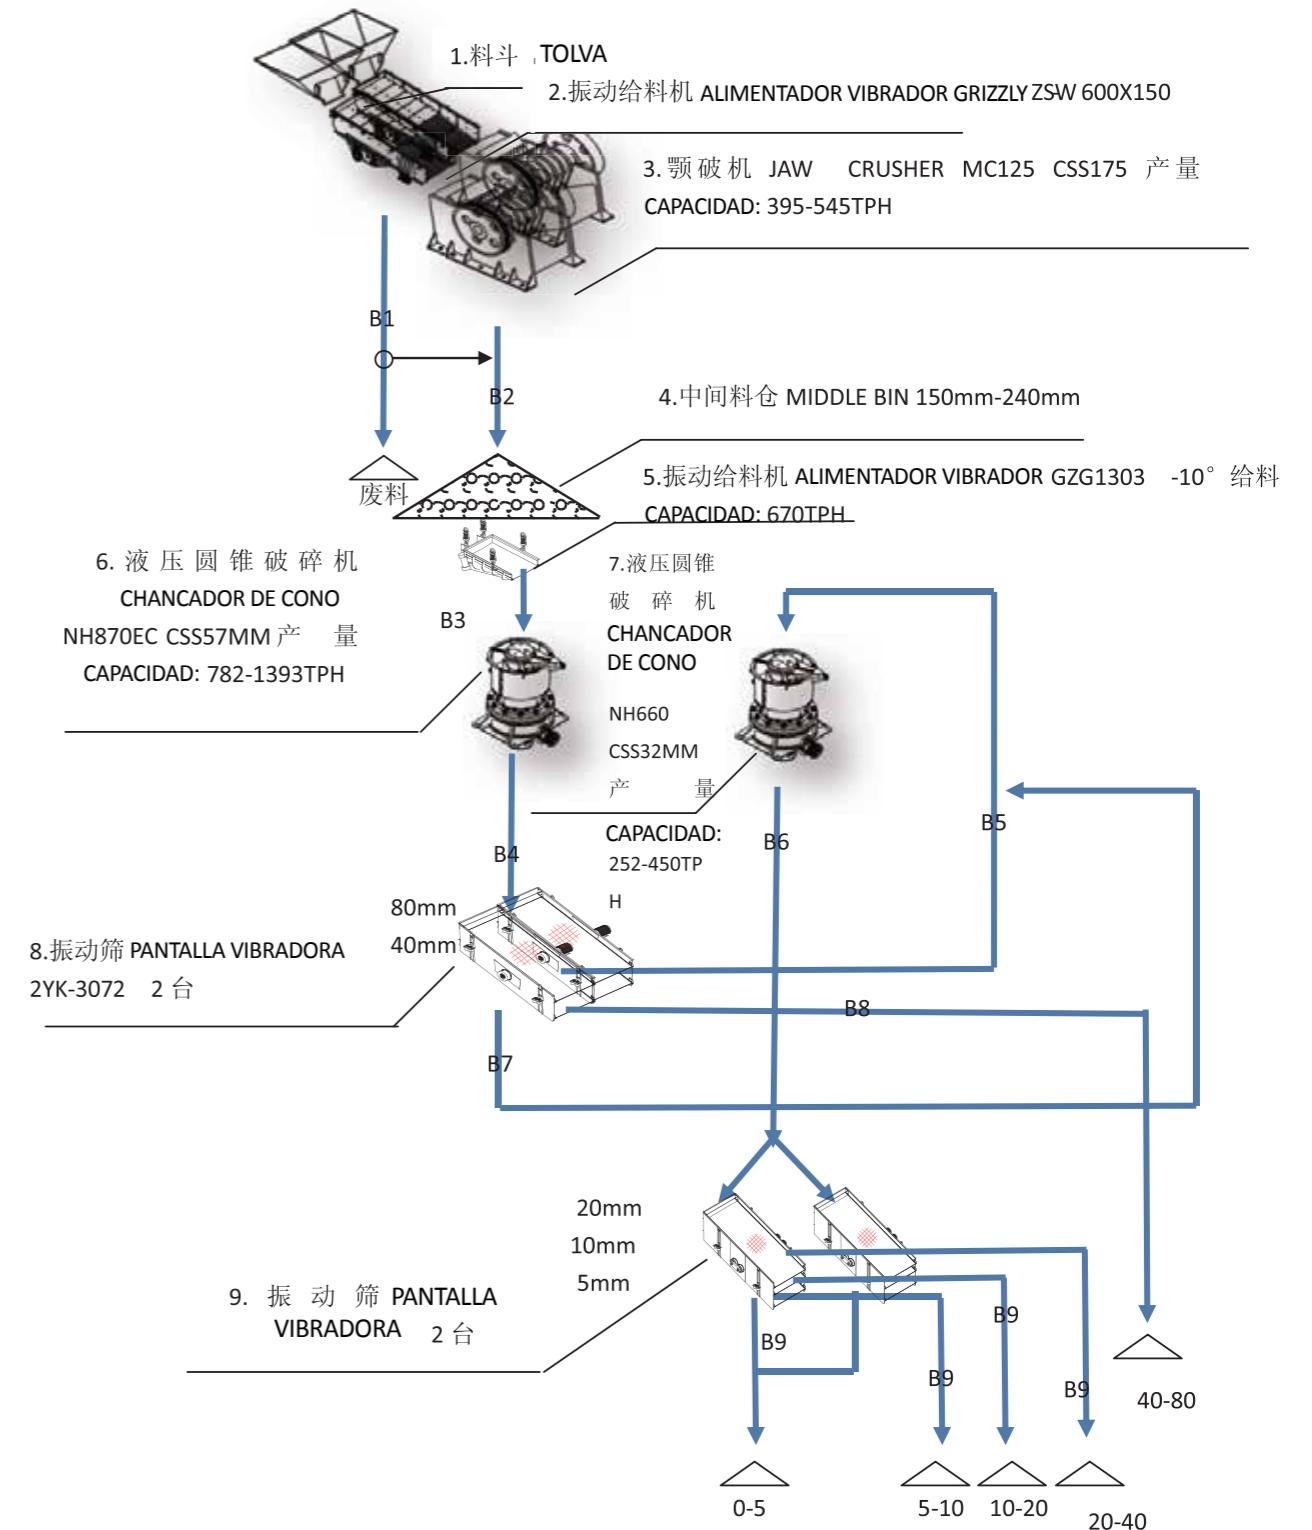 1.料斗 TOLVA
2.振动给料机 ALIMENTADOR VIBRADOR GRIZZLY ZSW 600X150
3.颚破机 JAW CRUSHER MC125 CSS175 产量
CAPACIDAD: 395-545TPH
B1
B2
4.中间料仓 MIDDLE BIN 150mm-240mm
废料
5.振动给料机 ALIMENTADOR VIBRADOR GZG1303 -10°给料
CAPACIDAD: 670TPH
6.液压圆锥破碎机
CHANCADOR DE CONO
NH870EC CSS57MM 产量
CAPACIDAD: 782-1393TPH
B3
7.液压圆锥
破碎机
CHANCADOR
DE CONO
NH660
CSS32MM
产量
CAPACIDAD:
252-450TP
H
B4
B6
B5
80mm
40mm
8.振动筛 PANTALLA VIBRADORA
2YK-3072 2台
B8
B7
20mm
10mm
5mm
9. 振动筛 PANTALLA
VIBRADORA 2台
B9
B9
B9
B9
40-80
0-5
5-10
10-20
20-40